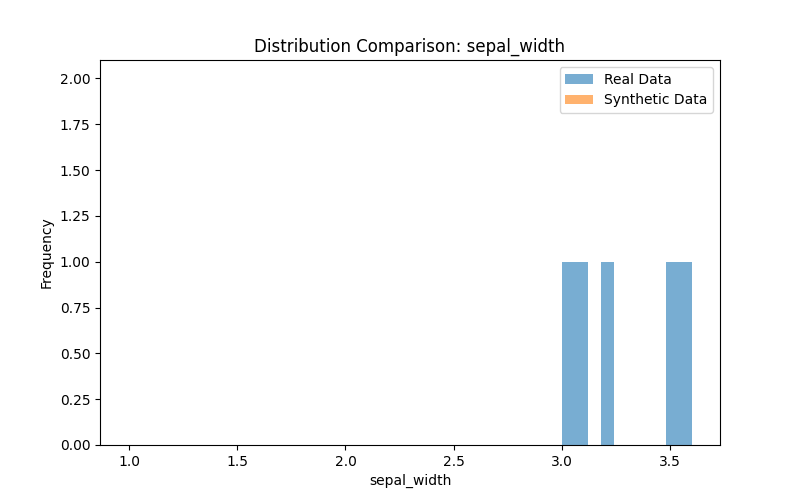 Distribution Comparison: sepal_width
Real Data
Synthetic Data
2.00
1.75
1.50
1.25
1.00
0.75
0.50
0.25
0.00
Frequency
1.0 1.5 2.0 2.5 3.0 3.5
sepal_width